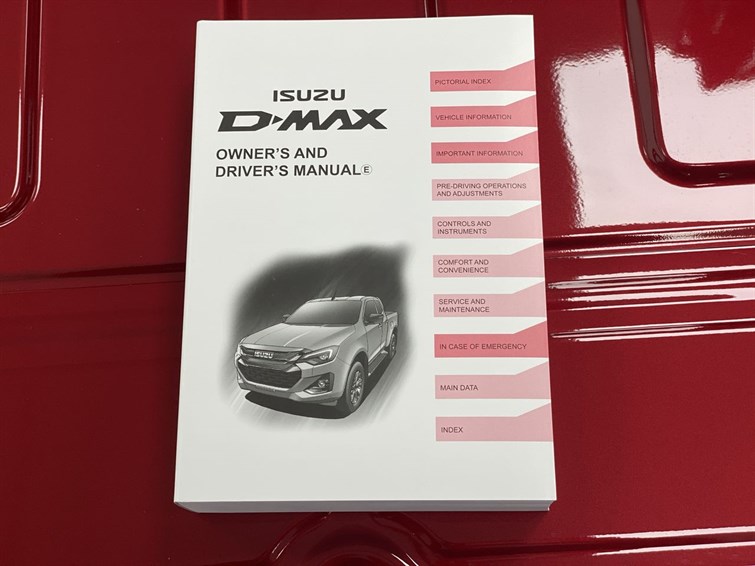 ISUZU
D-MAX
OWNER'S AND
DRIVER'S MANUAL Ⓔ
ISUZU
PICTORIAL INDEX
VEHICLE INFORMATION
IMPORTANT INFORMATION
PRE-DRIVING OPERATIONS
AND ADJUSTMENTS
CONTROLS AND
INSTRUMENTS
COMFORT AND
CONVENIENCE
SERVICE AND
MAINTENANCE
IN CASE OF EMERGENCY
MAIN DATA
INDEX